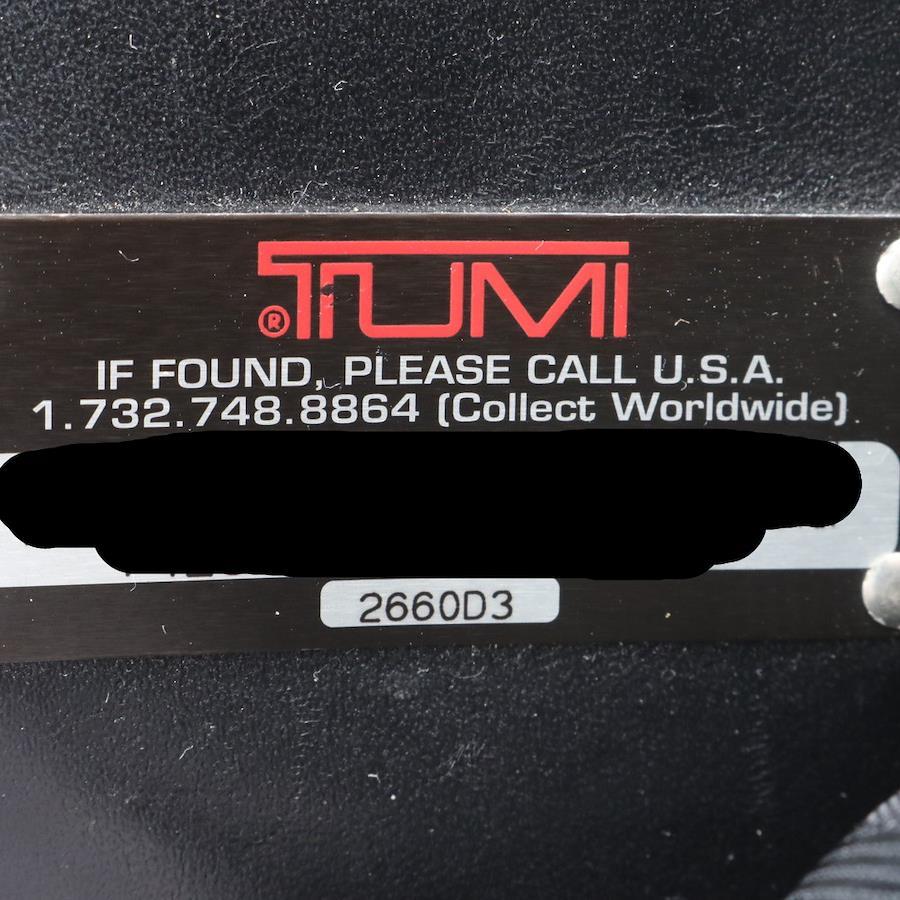 ® TUMI
IF FOUND, PLEASE CALL U.S.A.
1.732.748.8864 (Collect Worldwide)
2660D3